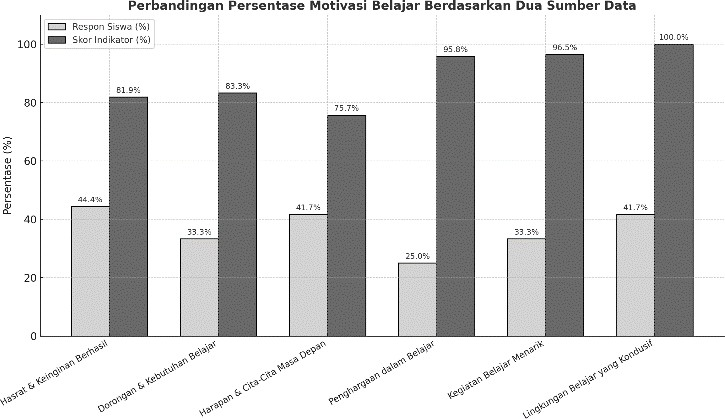 Perbandingan Persentase Motivasi Belajar Berdasarkan Dua Sumber Data
Respon Siswa (%)
Skor Indikator (%)
Persentase (%)
100
80
60
40
20
0
44.4%
81.9%
33.3%
83.3%
41.7%
75.7%
25.0%
95.8%
33.3%
96.5%
41.7%
100.0%
Hasrat & Keinginan Berhasil
Dorongan & Kebutuhan Belajar
Harapan & Cita-Cita Masa Depan
Penghargaan dalam Belajar
Kegiatan Belajar Menarik
Lingkungan Belajar yang Kondusif